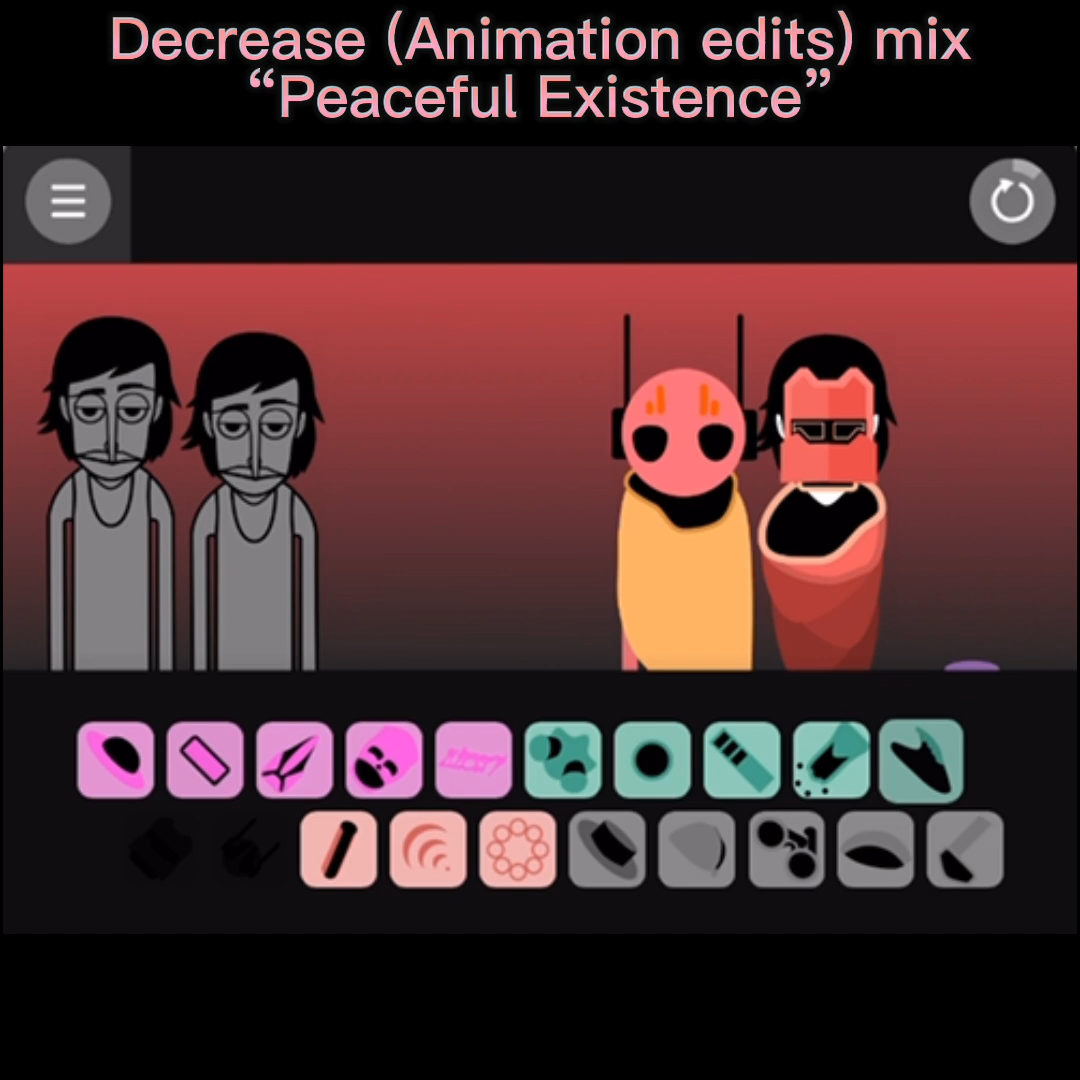 Decrease (Animation edits) mix
“Peaceful Existence”